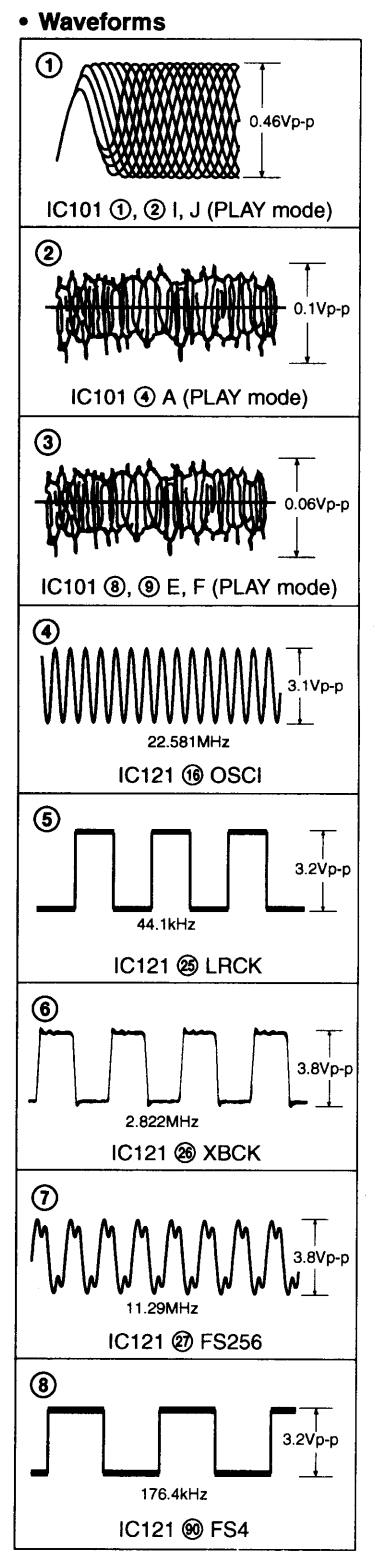 • Waveforms
①
0.46Vp-p
IC101 ①, ② I, J (PLAY mode)
②
0.1Vp-p
IC101 ④ A (PLAY mode)
③
0.06Vp-p
IC101 ⑧, ⑨ E, F (PLAY mode)
④
3.1Vp-p
22.581MHz
IC121 ⑯ OSCI
⑤
3.2Vp-p
44.1kHz
IC121 ㉕ LRCK
⑥
3.8Vp-p
2.822MHz
IC121 ㉖ XBCK
⑦
3.8Vp-p
11.29MHz
IC121 ㉗ FS256
⑧
3.2Vp-p
176.4kHz
IC121 (90) FS4